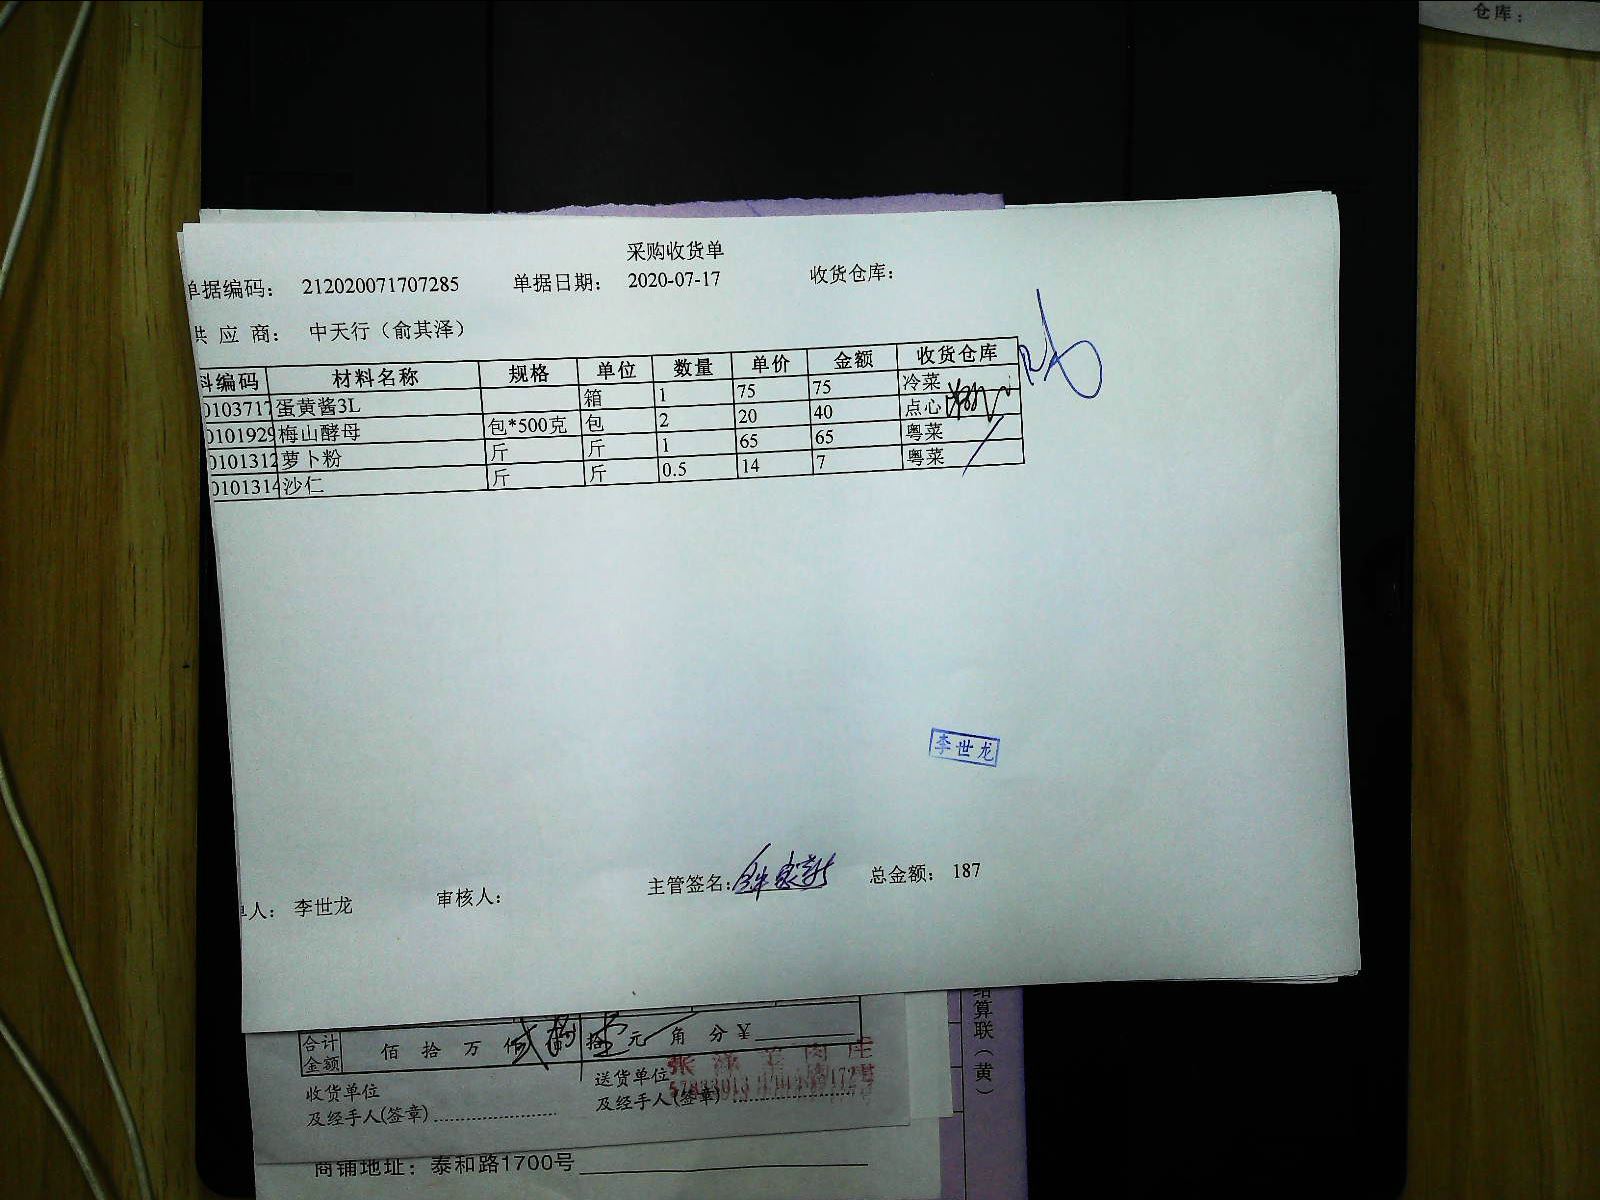 仓库：
采购收货单
单据编码： 212020071707285 单据日期： 2020-07-17 收货仓库：
供 应 商： 中天行（俞其泽）
料编码 材料名称 规格 单位 数量 单价 金额 收货仓库
0103717 蛋黄酱3L 箱 1 75 75 冷菜
0101929 梅山酵母 包*500克 包 2 20 40 点心
0101312 萝卜粉 斤 斤 1 65 65 粤菜
0101314 沙仁 斤 斤 0.5 14 7 粤菜
李世龙
单人： 李世龙 审核人： 主管签名： 总金额： 187
合计金额 佰 拾 万 仟 佰 拾 元 角 分 ￥
收货单位 送货单位
及经手人(签章) 及经手人(签章)
商铺地址：泰和路1700号
结算联（黄）